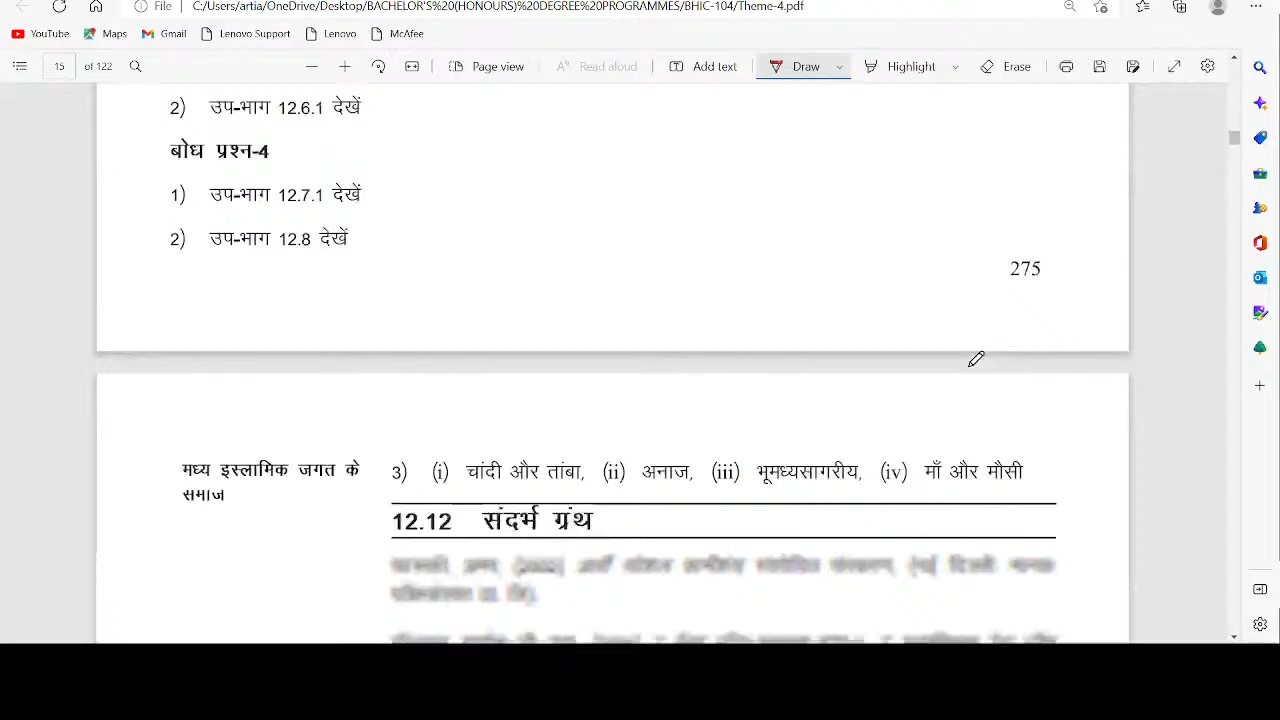 File
C:/Users/artia/OneDrive/Desktop/BACHELOR'S%20(HONOURS)%20DEGREE%20PROGRAMMES/BHIC-104/Theme-4.pdf
YouTube Maps Gmail Lenovo Support Lenovo McAfee
15 of 122 Page view Read aloud Add text Draw Highlight Erase
2) उप-भाग 12.6.1 देखें
बोध प्रश्न-4
1) उप-भाग 12.7.1 देखें
2) उप-भाग 12.8 देखें
275
मध्य इस्लामिक जगत के
समाज
3) (i) चांदी और तांबा, (ii) अनाज, (iii) भूमध्यसागरीय, (iv) माँ और मौसी
12.12 संदर्भ ग्रंथ